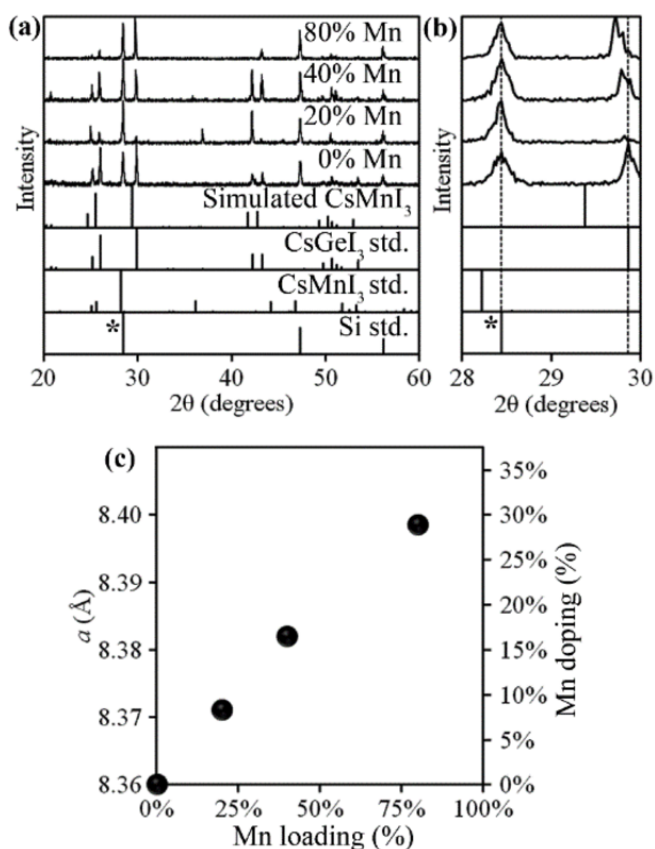 (a)
80% Mn
40% Mn
20% Mn
0% Mn
Simulated CsMnI3
CsGeI3 std.
CsMnI3 std.
* Si std.
Intensity
20 30 40 50 60
2θ (degrees)
(b)
*
Intensity
28 29 30
2θ (degrees)
(c)
8.40
8.39
8.38
8.37
8.36
a (Å)
35%
30%
25%
20%
15%
10%
5%
0%
Mn doping (%)
0% 25% 50% 75% 100%
Mn loading (%)